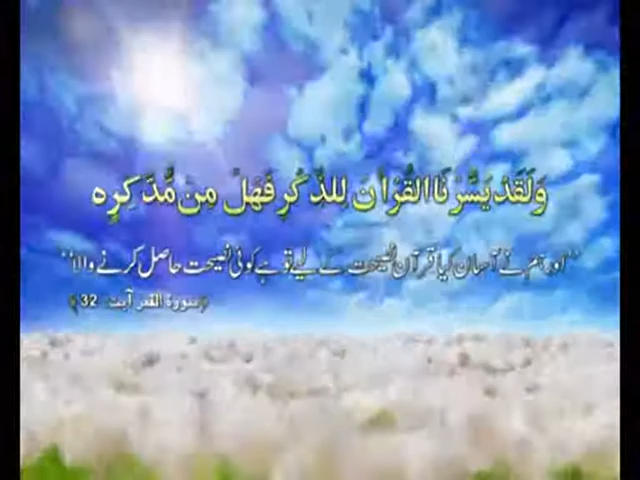 وَلَقَدْ يَسَّرْنَا الْقُرْاٰنَ لِلذِّكْرِ فَهَلْ مِنْ مُّدَّكِرٍ
”اور ہم نے آسان کیا قرآن نصیحت کے لیے تو ہے کوئی نصیحت حاصل کرنے والا“
﴿سورۃ القمر آیت: 32﴾